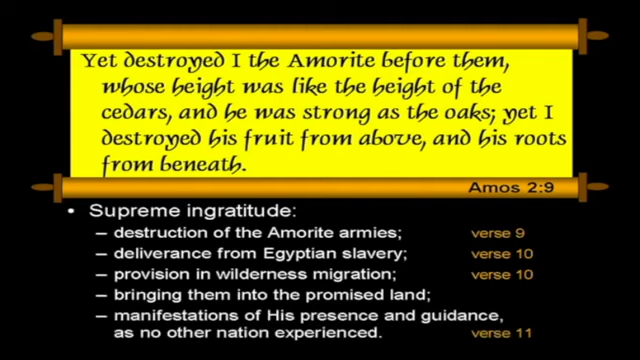 Yet destroyed I the Amorite before them,
whose height was like the height of the
cedars, and he was strong as the oaks; yet I
destroyed his fruit from above, and his roots
from beneath.
Amos 2:9
• Supreme ingratitude:
– destruction of the Amorite armies; verse 9
– deliverance from Egyptian slavery; verse 10
– provision in wilderness migration; verse 10
– bringing them into the promised land;
– manifestations of His presence and guidance,
as no other nation experienced. verse 11